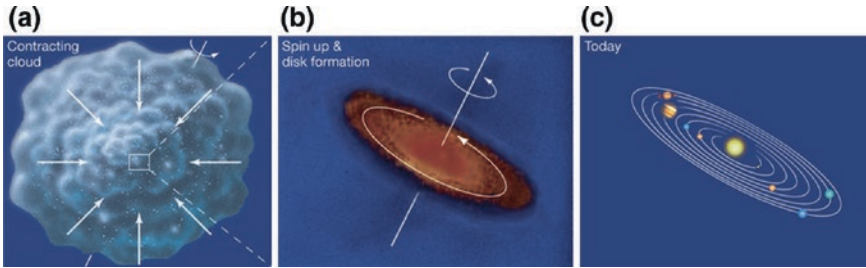 (a)
Contracting
cloud
(b)
Spin up &
disk formation
(c)
Today